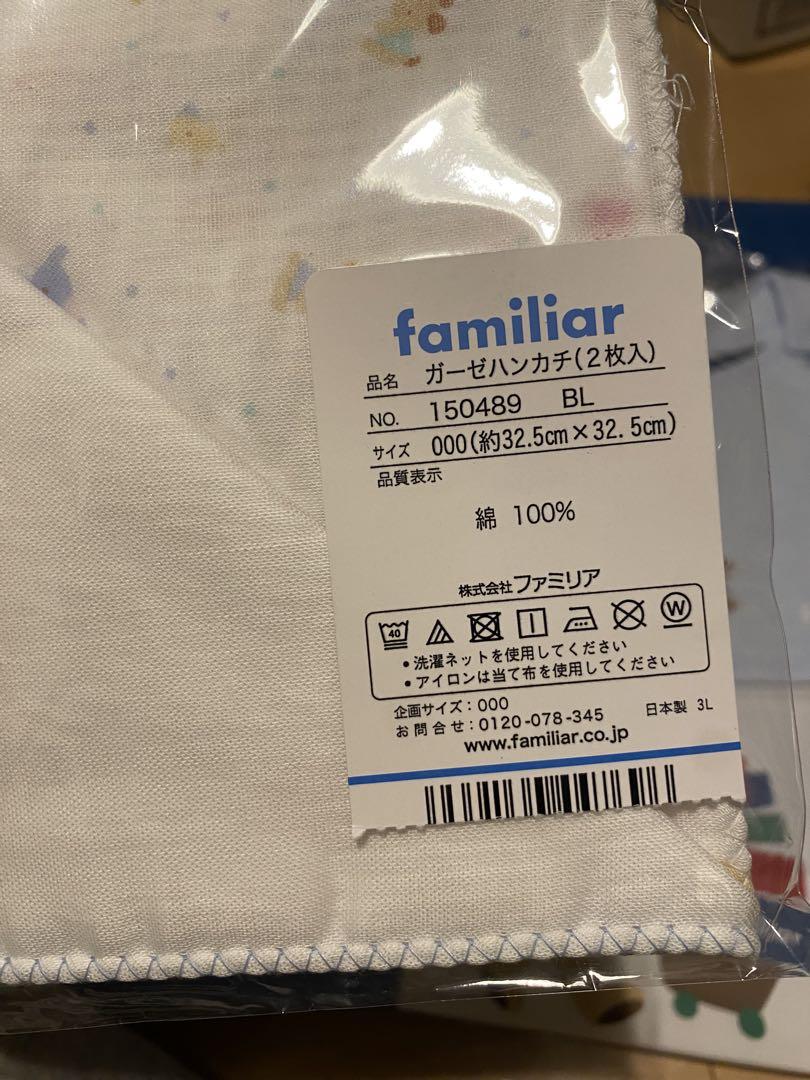 familiar
品名 ガーゼハンカチ(2枚入)
NO. 150489 BL
サイズ 000(約32.5cm×32.5cm)
品質表示
綿 100%
株式会社ファミリア
40 W
•洗濯ネットを使用してください
•アイロンは当て布を使用してください
企画サイズ:000
お問合せ:0120-078-345 日本製 3L
www.familiar.co.jp